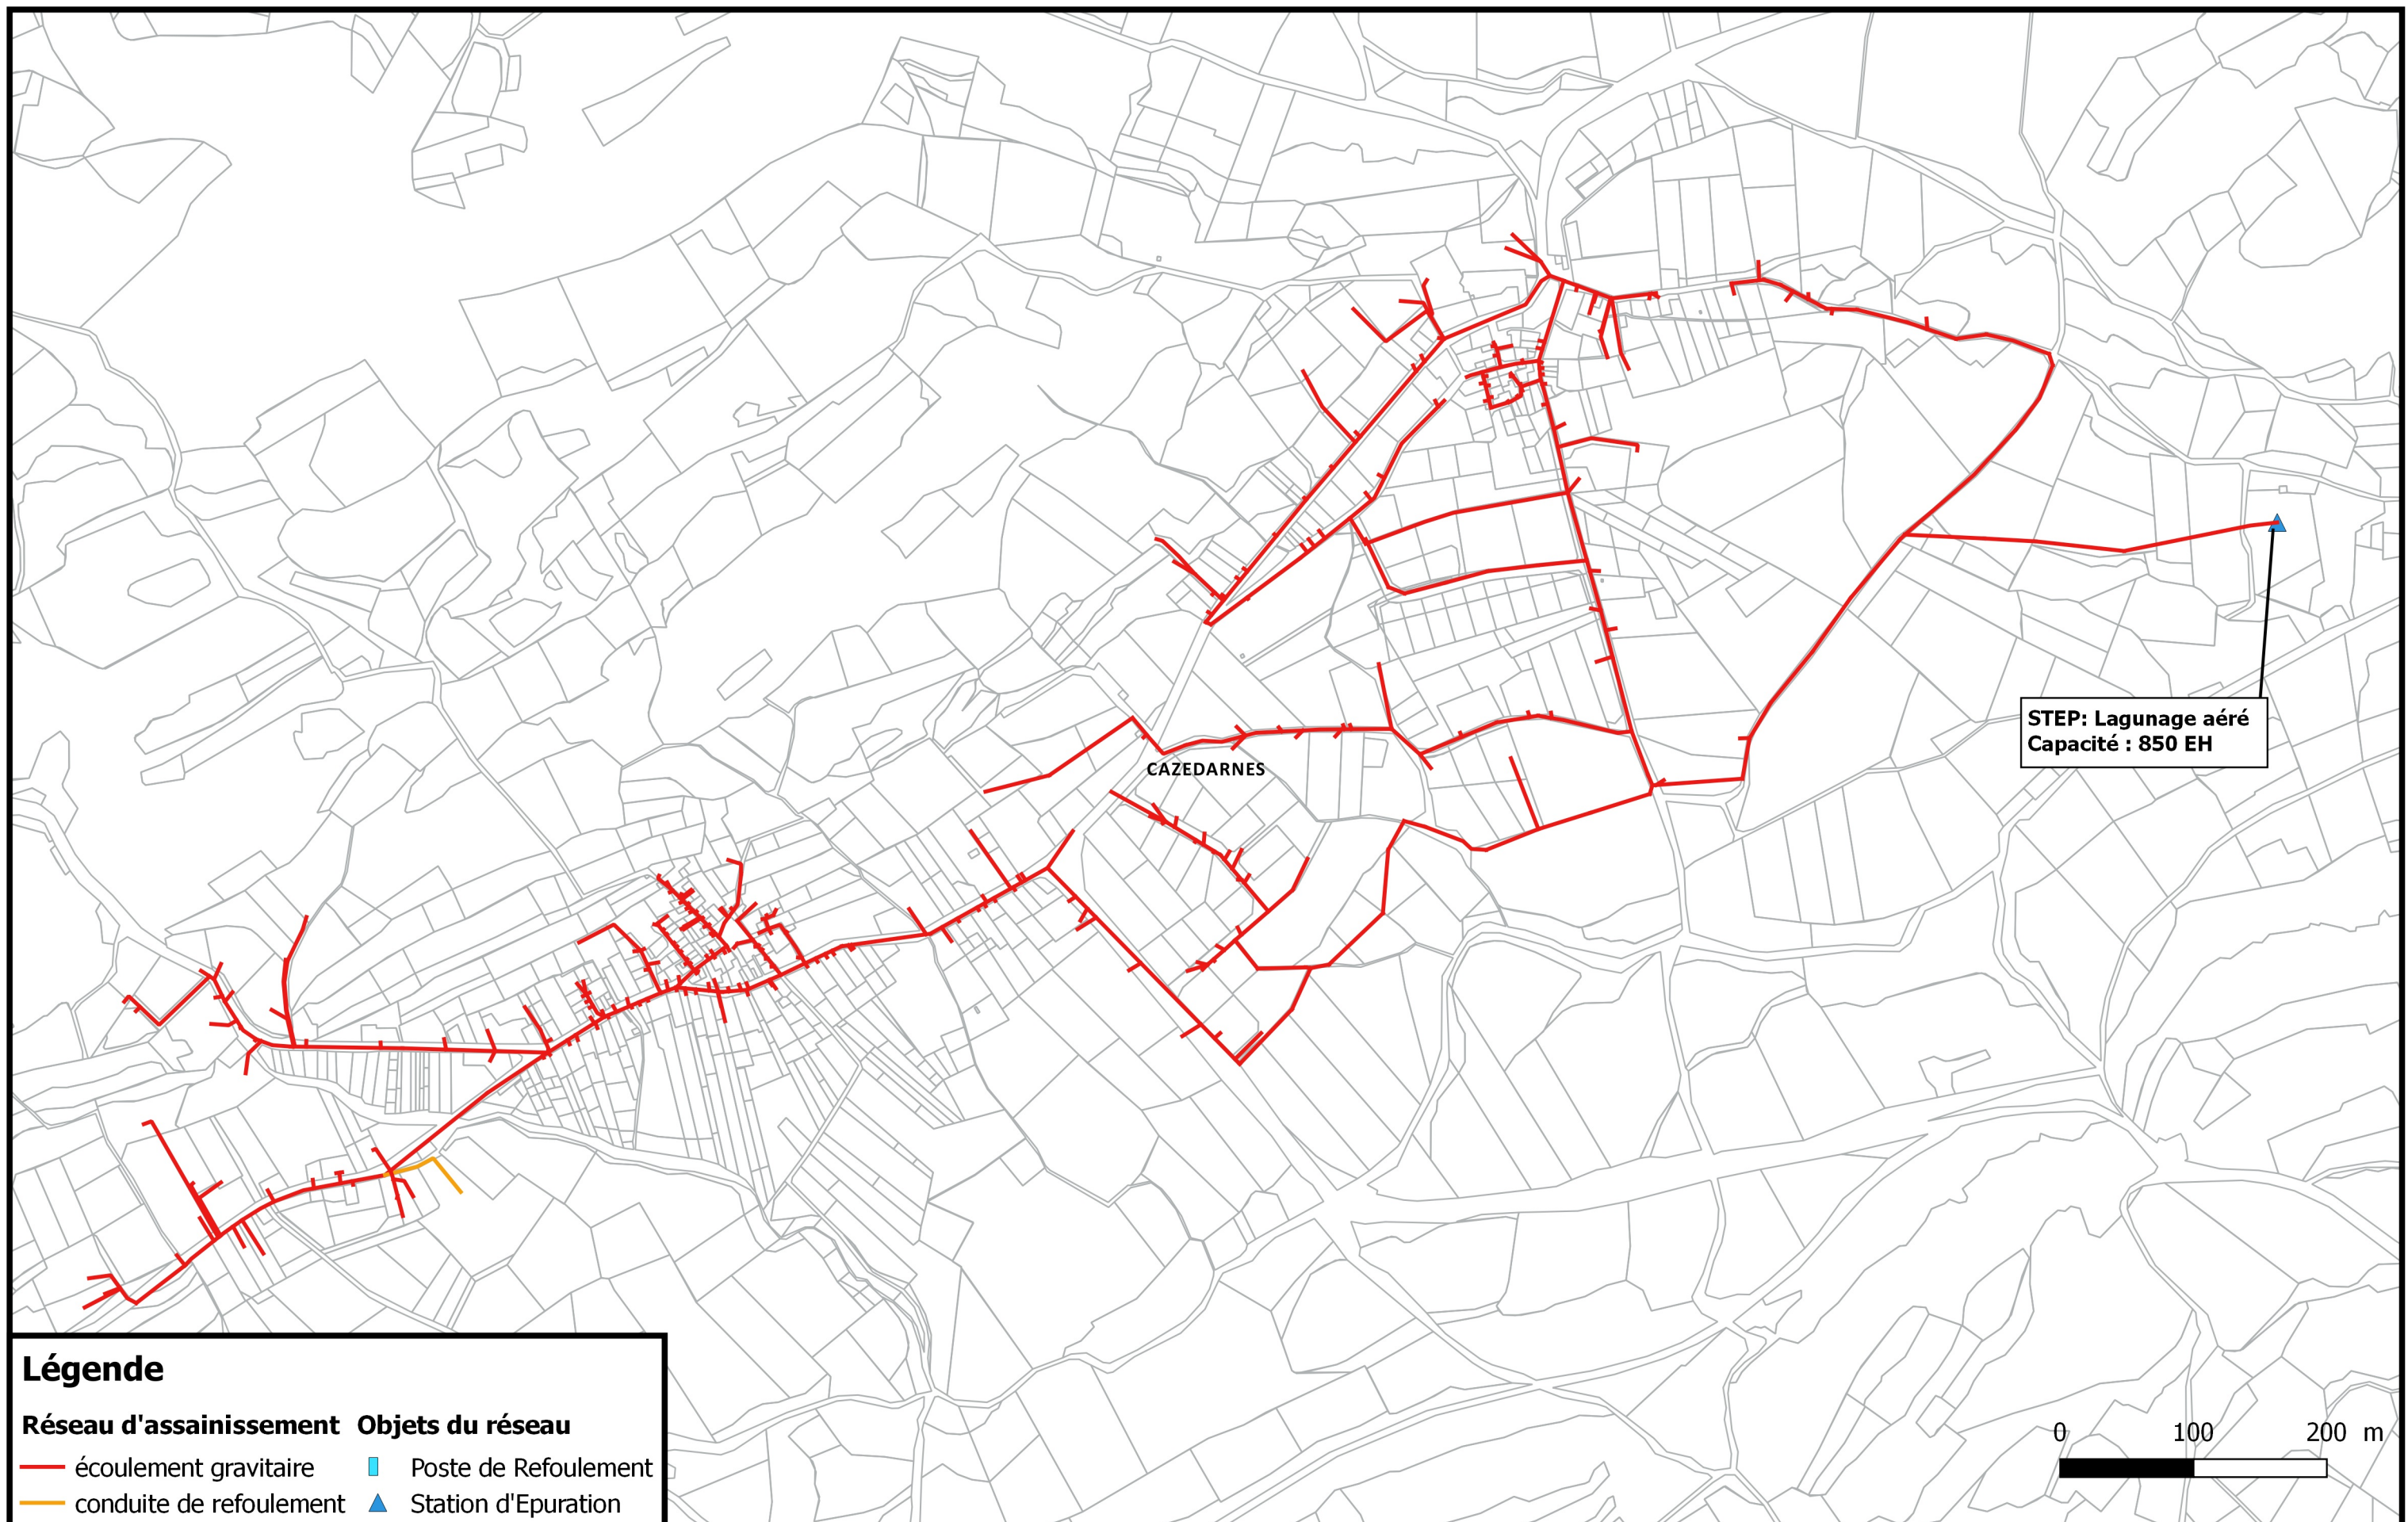 STEP: Lagunage aéré
Capacité : 850 EH
CAZEDARNES
Légende
Réseau d'assainissement
écoulement gravitaire
conduite de refoulement
Objets du réseau
Poste de Refoulement
Station d'Epuration
0 100 200 m